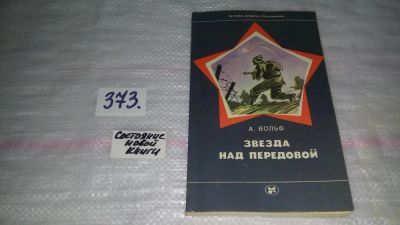 373.
Состояние
новой
Книги
А. ВОЛЬФ
ЗВЕЗДА
НАД ПЕРЕДОВОЙ